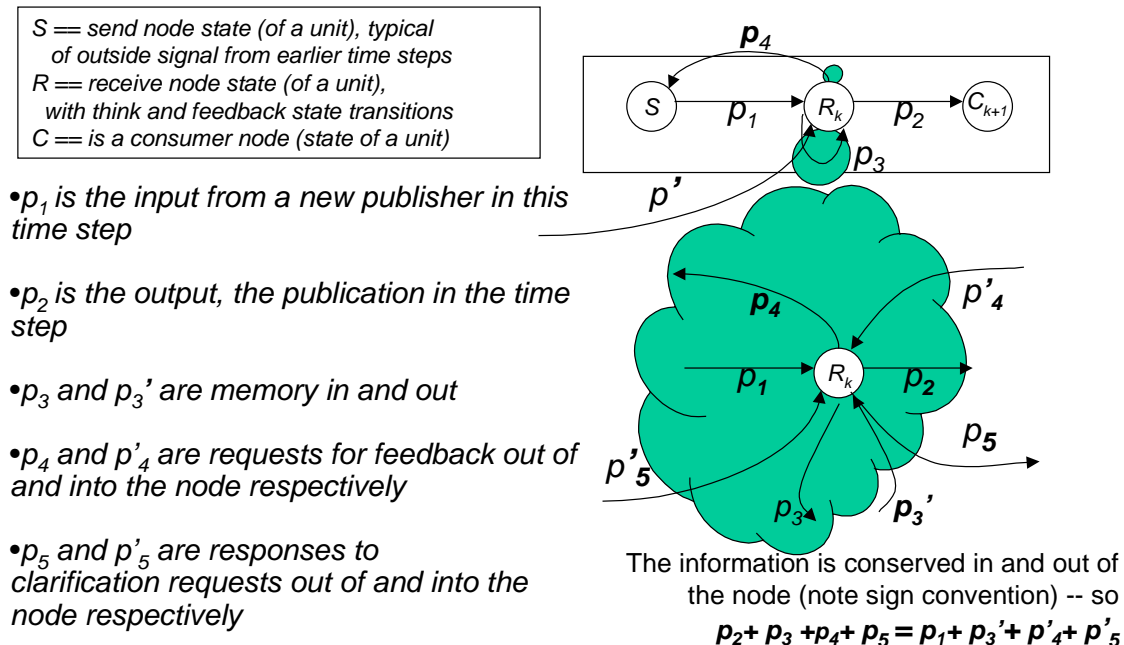 S == send node state (of a unit), typical
of outside signal from earlier time steps
R == receive node state (of a unit),
with think and feedback state transitions
C == is a consumer node (state of a unit)
p4
S
p1
Rk
p2
Ck+1
p3
p'
•p1 is the input from a new publisher in this
time step
•p2 is the output, the publication in the time
step
•p3 and p3’ are memory in and out
•p4 and p’4 are requests for feedback out of
and into the node respectively
•p5 and p’5 are responses to
clarification requests out of and into the
node respectively
p4
p’4
p1
Rk
p2
p’5
p5
p3
p3’
The information is conserved in and out of
the node (note sign convention) -- so
p2+ p3 +p4+ p5 = p1+ p3’+ p’4+ p’5